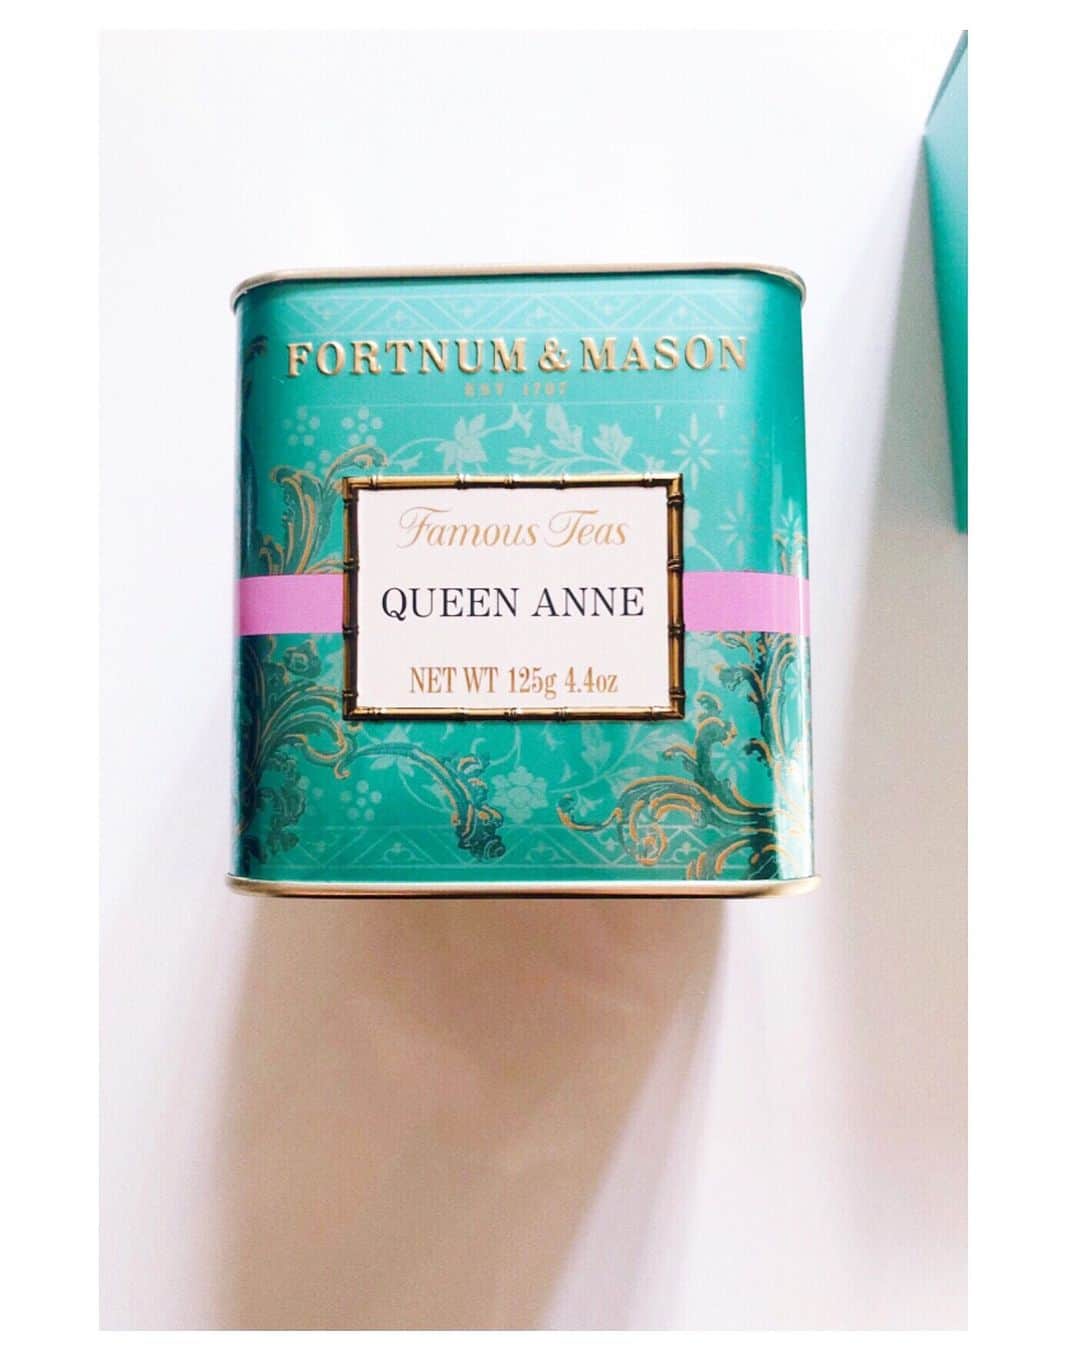 FORTNUM & MASON
EST 1707
Famous Teas
QUEEN ANNE
NET WT 125g 4.4oz